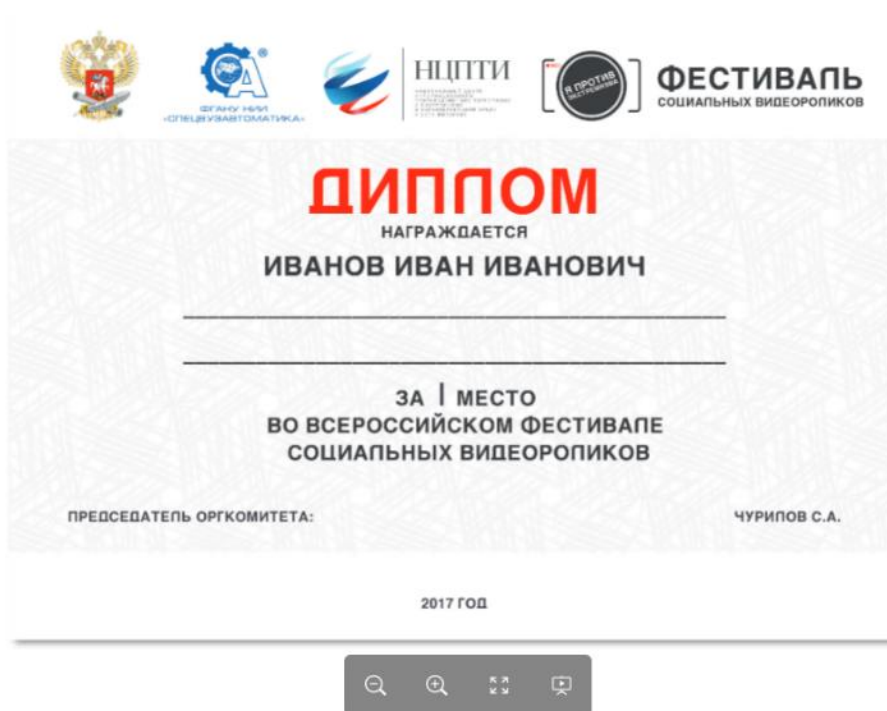 ФГАНУ НИИ
«СПЕЦВУЗАВТОМАТИКА»
НЦПТИ
Я ПРОТИВ
ЭКСТРЕМИЗМА
ФЕСТИВАЛЬ
СОЦИАЛЬНЫХ ВИДЕОРОЛИКОВ
ДИПЛОМ
НАГРАЖДАЕТСЯ
ИВАНОВ ИВАН ИВАНОВИЧ
ЗА I МЕСТО
ВО ВСЕРОССИЙСКОМ ФЕСТИВАЛЕ
СОЦИАЛЬНЫХ ВИДЕОРОЛИКОВ
ПРЕДСЕДАТЕЛЬ ОРГКОМИТЕТА:
ЧУРИЛОВ С.А.
2017 ГОД